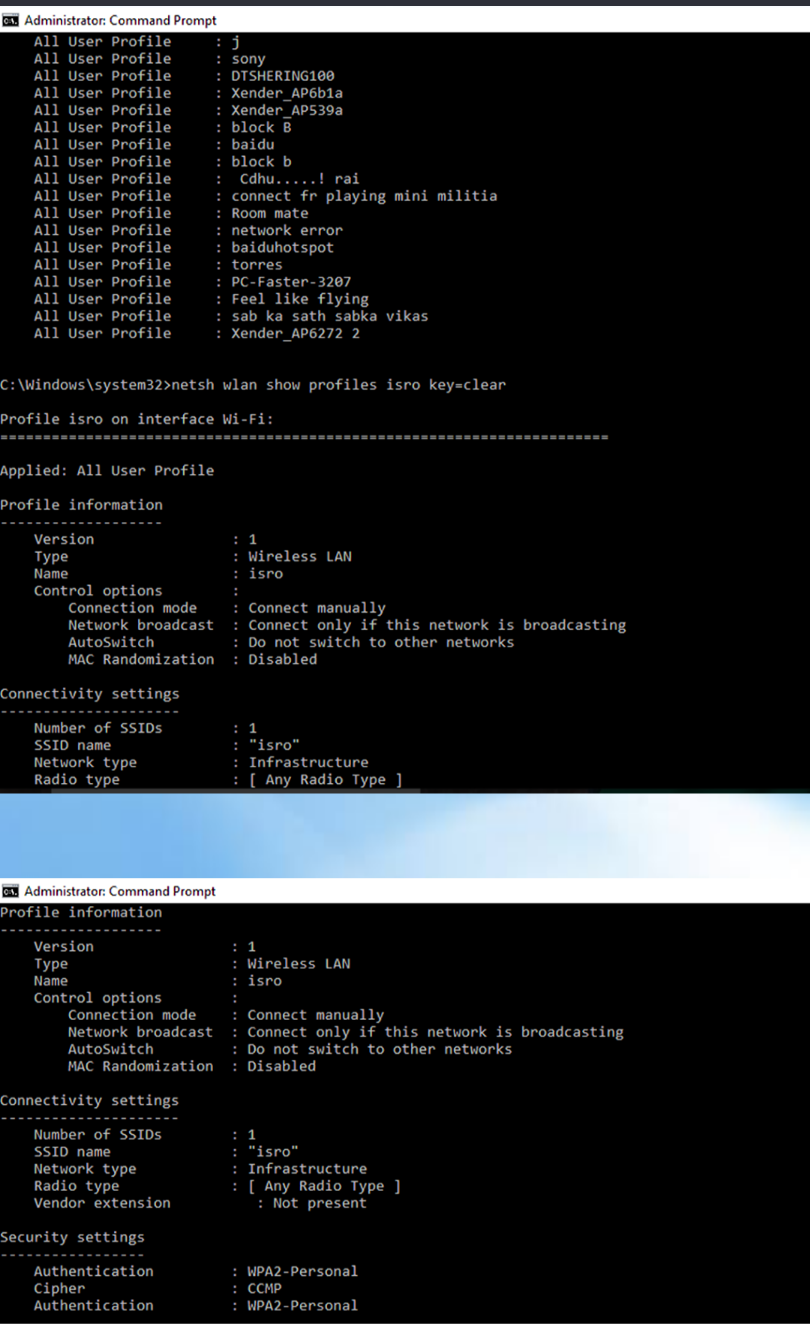 Administrator: Command Prompt
All User Profile : j
All User Profile : sony
All User Profile : DTSHERING100
All User Profile : Xender_AP6b1a
All User Profile : Xender_AP539a
All User Profile : block B
All User Profile : baidu
All User Profile : block b
All User Profile : Cdhu.....! rai
All User Profile : connect fr playing mini militia
All User Profile : Room mate
All User Profile : network error
All User Profile : baiduhotspot
All User Profile : torres
All User Profile : PC-Faster-3207
All User Profile : Feel like flying
All User Profile : sab ka sath sabka vikas
All User Profile : Xender_AP6272 2
C:\Windows\system32>netsh wlan show profiles isro key=clear
Profile isro on interface Wi-Fi:
=======================================================================
Applied: All User Profile
Profile information
-------------------
Version : 1
Type : Wireless LAN
Name : isro
Control options :
Connection mode : Connect manually
Network broadcast : Connect only if this network is broadcasting
AutoSwitch : Do not switch to other networks
MAC Randomization : Disabled
Connectivity settings
---------------------
Number of SSIDs : 1
SSID name : "isro"
Network type : Infrastructure
Radio type : [ Any Radio Type ]
Administrator: Command Prompt
Profile information
-------------------
Version : 1
Type : Wireless LAN
Name : isro
Control options :
Connection mode : Connect manually
Network broadcast : Connect only if this network is broadcasting
AutoSwitch : Do not switch to other networks
MAC Randomization : Disabled
Connectivity settings
---------------------
Number of SSIDs : 1
SSID name : "isro"
Network type : Infrastructure
Radio type : [ Any Radio Type ]
Vendor extension : Not present
Security settings
-----------------
Authentication : WPA2-Personal
Cipher : CCMP
Authentication : WPA2-Personal